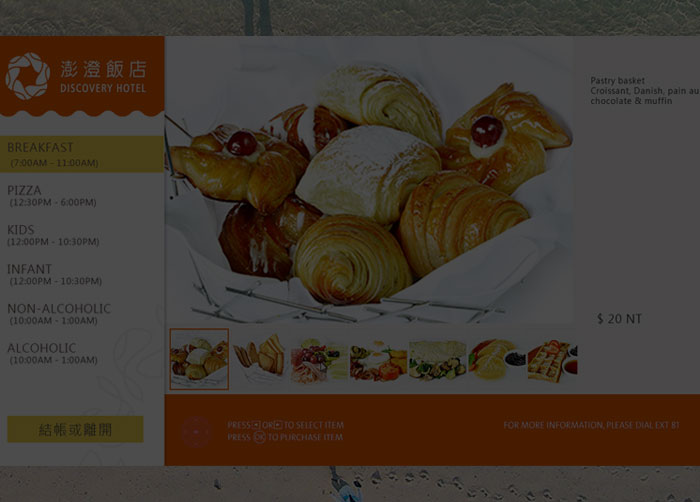 澎澄飯店
DISCOVERY HOTEL
BREAKFAST
(7:00AM - 11:00AM)
PIZZA
(12:30PM - 6:00PM)
KIDS
(12:00PM - 10:30PM)
INFANT
(12:00PM - 10:30PM)
NON-ALCOHOLIC
(10:00AM - 1:00AM)
ALCOHOLIC
(10:00AM - 1:00AM)
結帳或離開
Pastry basket
Croissant, Danish, pain au
chocolate & muffin
$ 20 NT
PRESS OR TO SELECT ITEM
PRESS OK TO PURCHASE ITEM
FOR MORE INFORMATION, PLEASE DIAL EXT 81